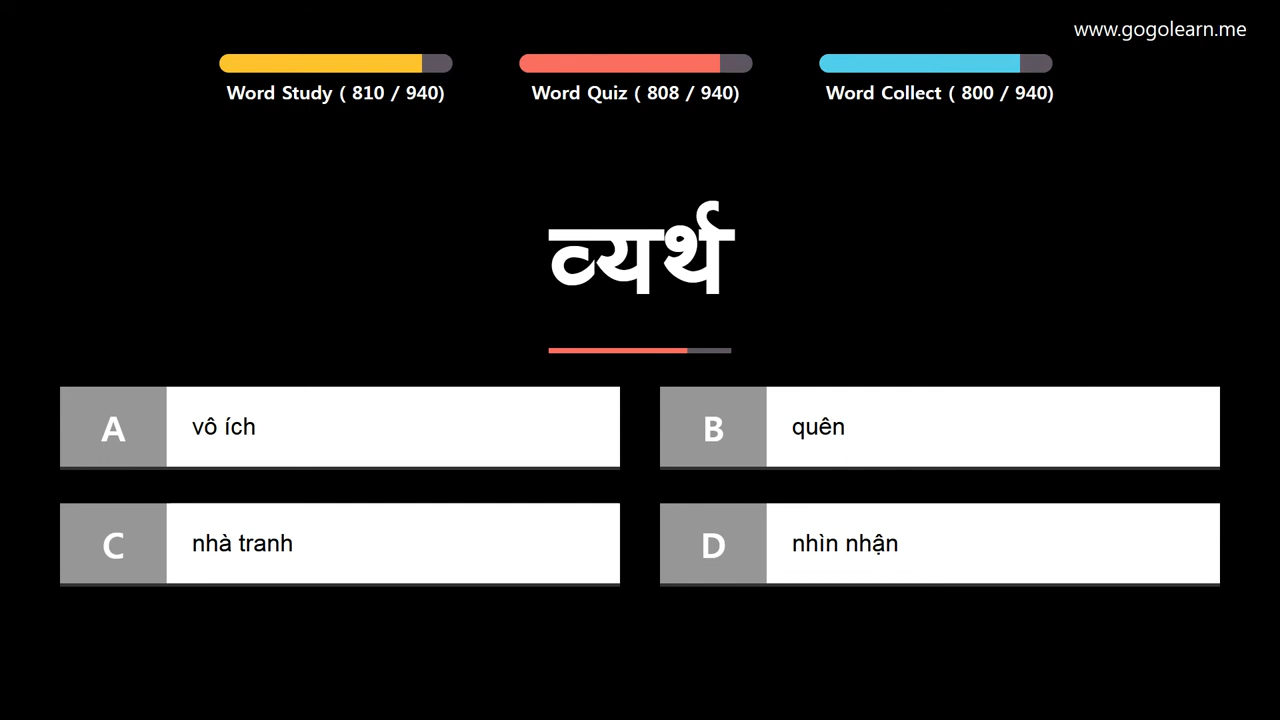 www.gogolearn.me
Word Study ( 810 / 940)
Word Quiz ( 808 / 940)
Word Collect ( 800 / 940)
व्यर्थ
A vô ích
B quên
C nhà tranh
D nhìn nhận